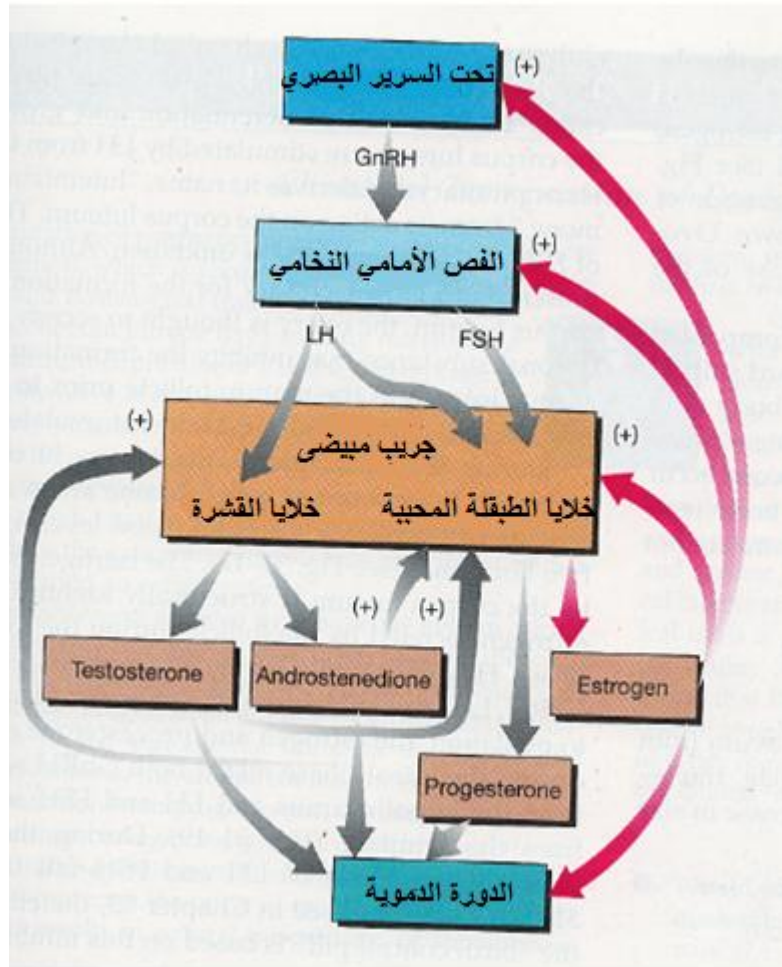 تحت السرير البصري
(+)
GnRH
الفص الأمامي النخامي
(+)
LH
FSH
(+)
(+)
جريب مبيضى
خلايا القشرة
خلايا الطبقلة المحببة
(+)
(+)
Testosterone
Androstenedione
Estrogen
Progesterone
الدورة الدموية